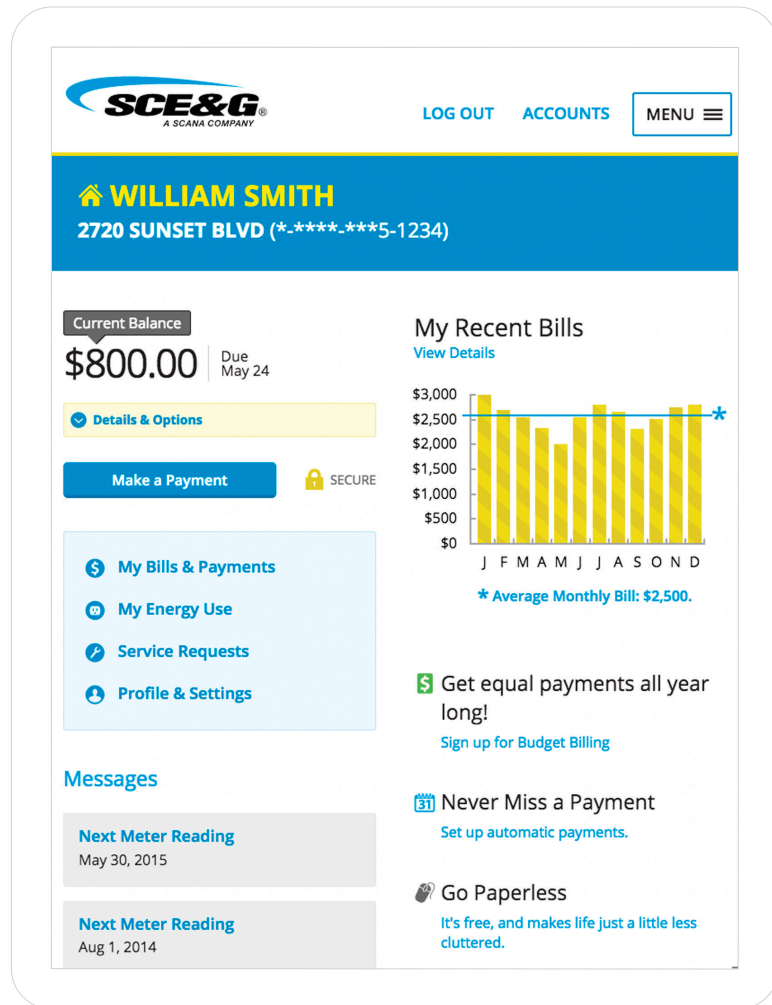 SCE&G®
A SCANA COMPANY
LOG OUT
ACCOUNTS
MENU
WILLIAM SMITH
2720 SUNSET BLVD (*-****-***5-1234)
Current Balance
$800.00
Due
May 24
Details & Options
Make a Payment
SECURE
My Bills & Payments
My Energy Use
Service Requests
Profile & Settings
Messages
Next Meter Reading
May 30, 2015
Next Meter Reading
Aug 1, 2014
My Recent Bills
View Details
$3,000
$2,500
$2,000
$1,500
$1,000
$500
$0
*
J F M A M J J A S O N D
* Average Monthly Bill: $2,500.
$
Get equal payments all year
long!
Sign up for Budget Billing
31
Never Miss a Payment
Set up automatic payments.
Go Paperless
It's free, and makes life just a little less
cluttered.